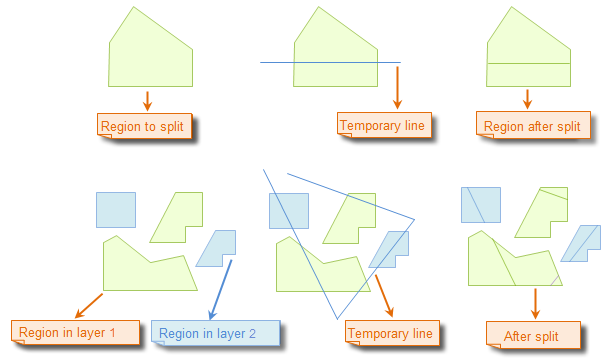 Region to split
Temporary line
Region after split
Region in layer 1
Region in layer 2
Temporary line
After split